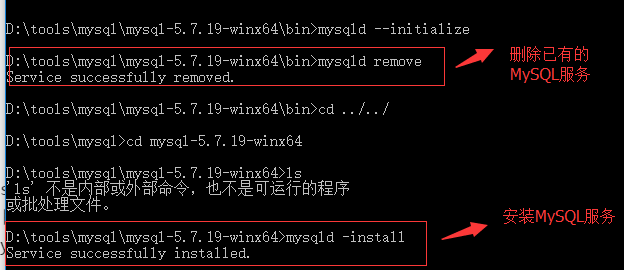 D:\tools\mysql\mysql-5.7.19-winx64\bin>mysqld --initialize
D:\tools\mysql\mysql-5.7.19-winx64\bin>mysqld remove
Service successfully removed.
删除已有的
MySQL服务
D:\tools\mysql\mysql-5.7.19-winx64\bin>cd ../../
D:\tools\mysql>cd mysql-5.7.19-winx64
D:\tools\mysql\mysql-5.7.19-winx64>ls
'ls' 不是内部或外部命令，也不是可运行的程序
或批处理文件。
D:\tools\mysql\mysql-5.7.19-winx64>mysqld -install
Service successfully installed.
安装MySQL服务